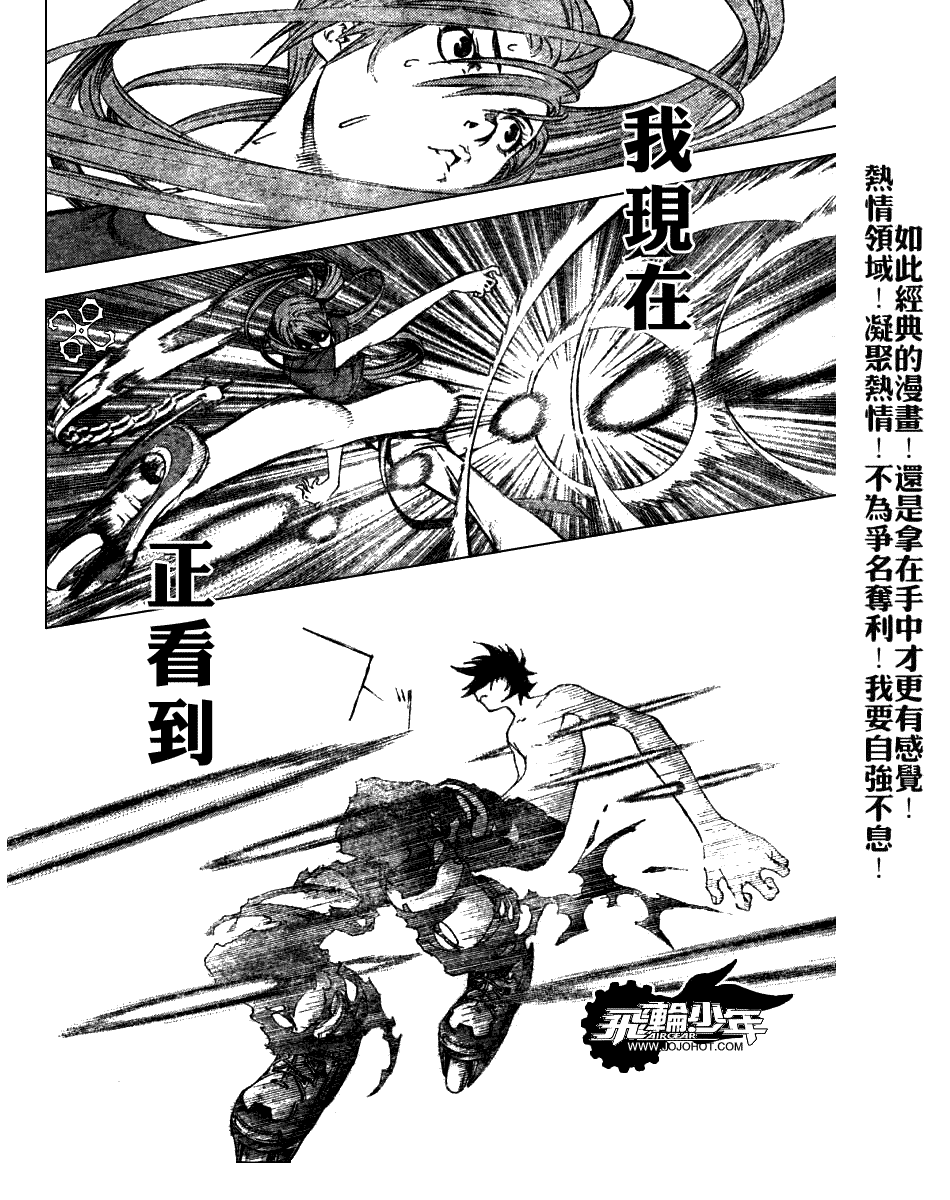 我現在
正看到
如此經典的漫畫！還是拿在手中才更有感覺！
熱情領域！凝聚熱情！不為爭名奪利！我要自強不息！
飛輪少年
AIRGEAR
WWW.JOJOHOT.COM